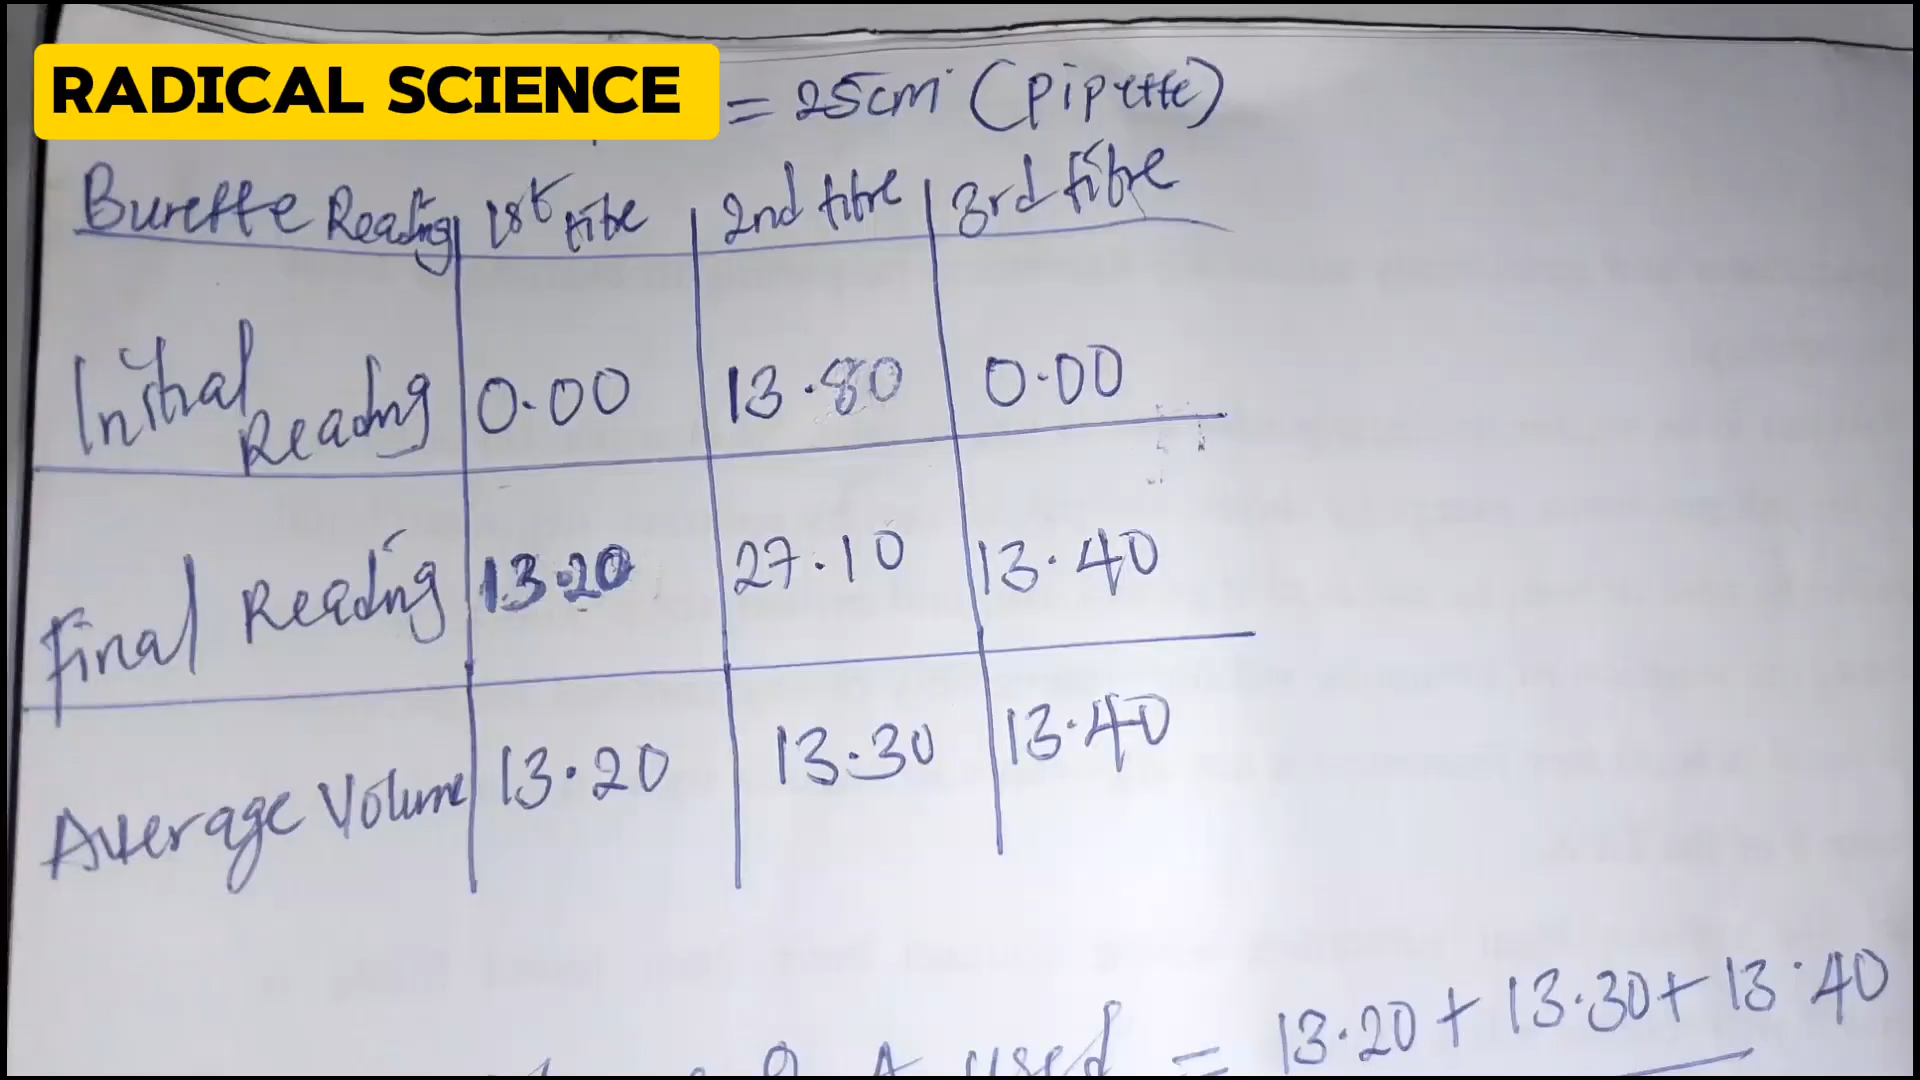 RADICAL SCIENCE = 25cm (pipette)
Burette Reading 1st titre 2nd titre 3rd titre
Initial Reading 0.00 13.80 0.00
Final Reading 13.20 27.10 13.40
Average Volume 13.20 13.30 13.40
A used = 13.20 + 13.30 + 13.40